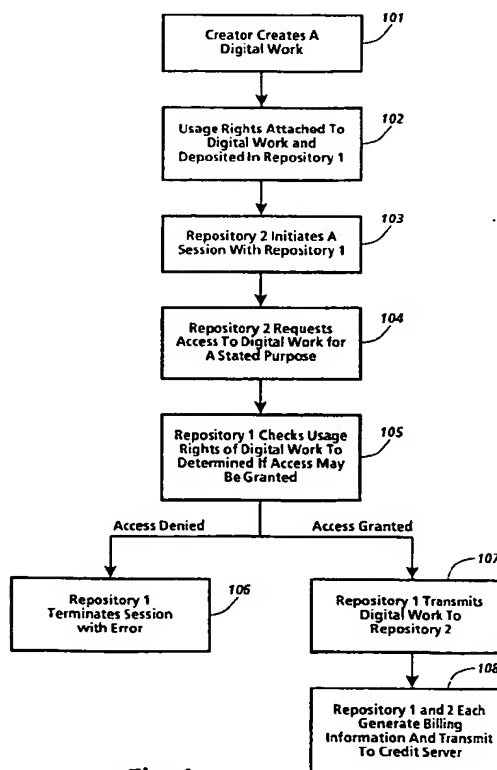 101
Creator Creates A
Digital Work
102
Usage Rights Attached To
Digital Work and
Deposited In Repository 1
103
Repository 2 Initiates A
Session With Repository 1
104
Repository 2 Requests
Access To Digital Work for
A Stated Purpose
105
Repository 1 Checks Usage
Rights of Digital Work To
Determined If Access May
Be Granted
Access Denied
Access Granted
106
Repository 1
Terminates Session
with Error
107
Repository 1 Transmits
Digital Work To
Repository 2
108
Repository 1 and 2 Each
Generate Billing
Information And Transmit
To Credit Server